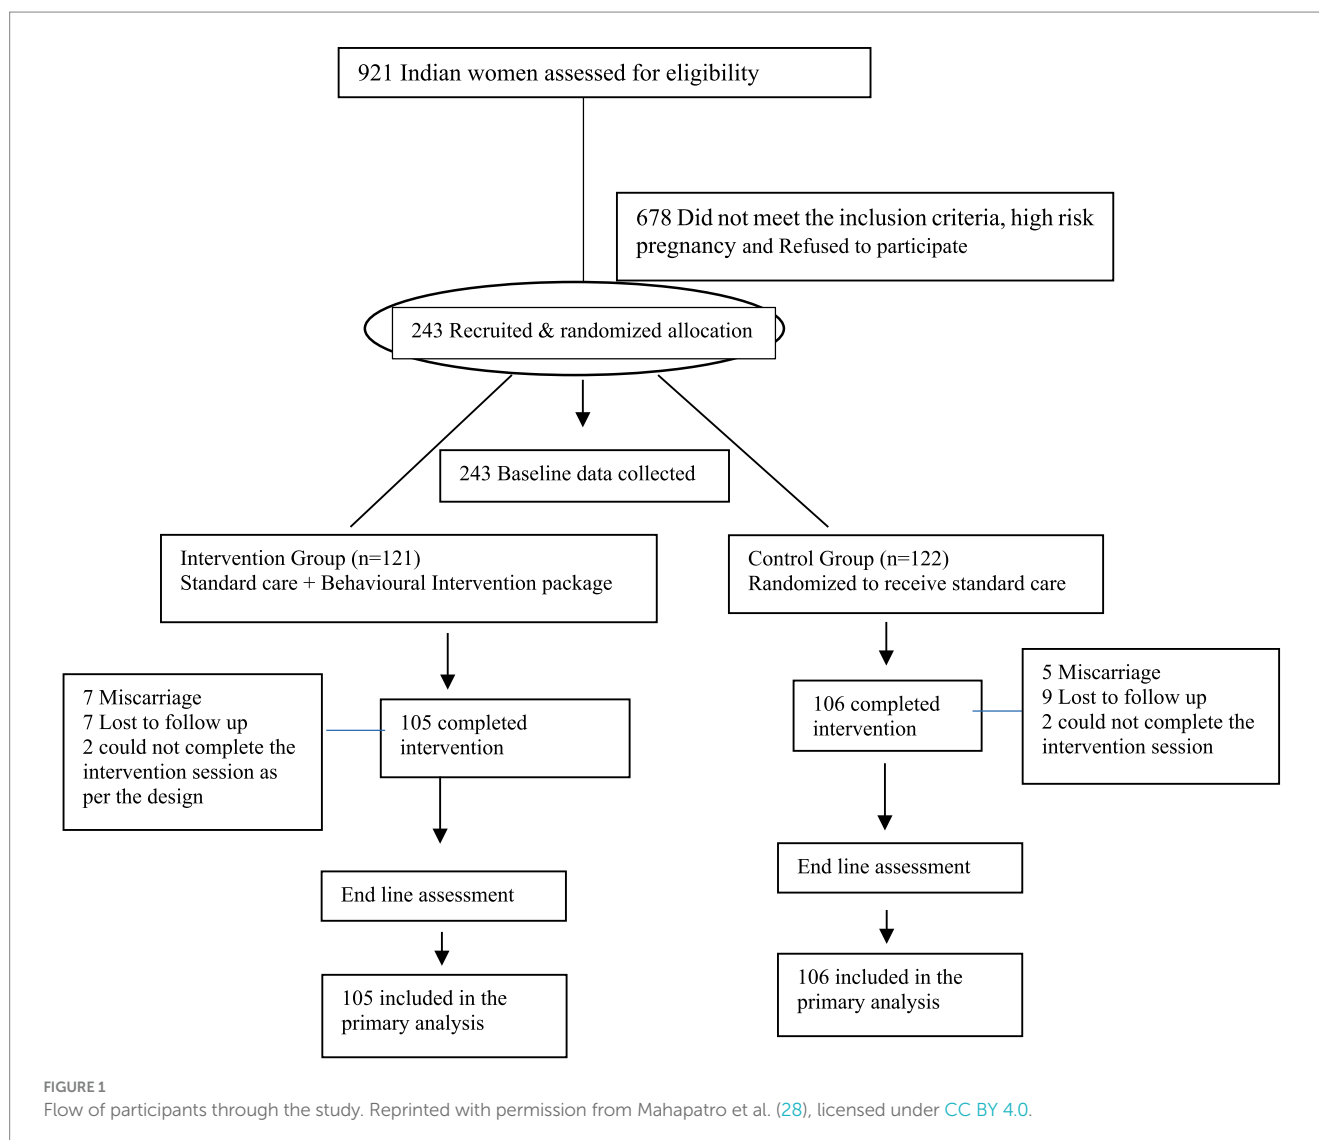 921 Indian women assessed for eligibility
678 Did not meet the inclusion criteria, high risk
pregnancy and Refused to participate
243 Recruited & randomized allocation
243 Baseline data collected
Intervention Group (n=121)
Standard care + Behavioural Intervention package
Control Group (n=122)
Randomized to receive standard care
7 Miscarriage
7 Lost to follow up
2 could not complete the
intervention session as
per the design
105 completed
intervention
106 completed
intervention
5 Miscarriage
9 Lost to follow up
2 could not complete the
intervention session
End line assessment
End line assessment
105 included in the
primary analysis
106 included in the
primary analysis
FIGURE 1
Flow of participants through the study. Reprinted with permission from Mahapatro et al. (28), licensed under CC BY 4.0.